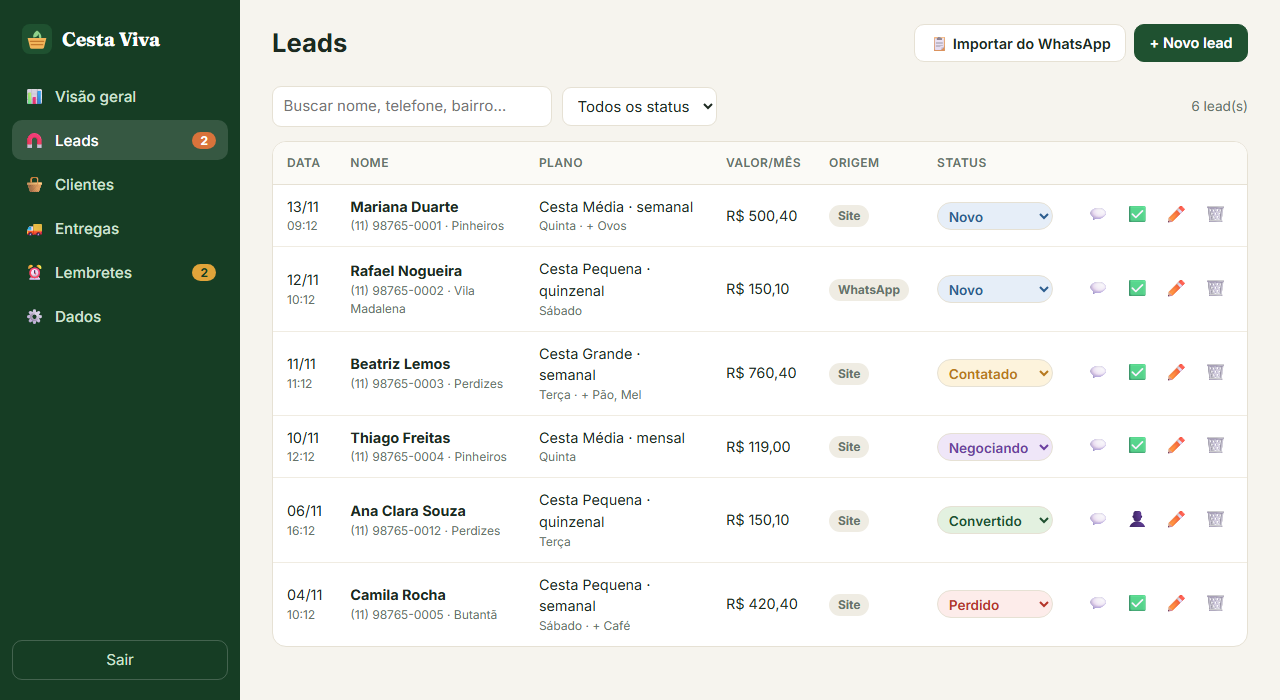 Cesta Viva
Visão geral
Leads 2
Clientes
Entregas
Lembretes 2
Dados
Sair
Leads
Importar do WhatsApp
+ Novo lead
Buscar nome, telefone, bairro...
Todos os status
6 lead(s)
DATA NOME PLANO VALOR/MÊS ORIGEM STATUS
13/11 Mariana Duarte Cesta Média · semanal R$ 500,40 Site Novo
09:12 (11) 98765-0001 · Pinheiros Quinta · + Ovos
12/11 Rafael Nogueira Cesta Pequena · R$ 150,10 WhatsApp Novo
10:12 (11) 98765-0002 · Vila quinzenal
Madalena Sábado
11/11 Beatriz Lemos Cesta Grande · R$ 760,40 Site Contatado
11:12 (11) 98765-0003 · Perdizes semanal
Terça · + Pão, Mel
10/11 Thiago Freitas Cesta Média · mensal R$ 119,00 Site Negociando
12:12 (11) 98765-0004 · Pinheiros Quinta
06/11 Ana Clara Souza Cesta Pequena · R$ 150,10 Site Convertido
16:12 (11) 98765-0012 · Perdizes quinzenal
Terça
04/11 Camila Rocha Cesta Pequena · R$ 420,40 Site Perdido
10:12 (11) 98765-0005 · Butantã semanal
Sábado · + Café